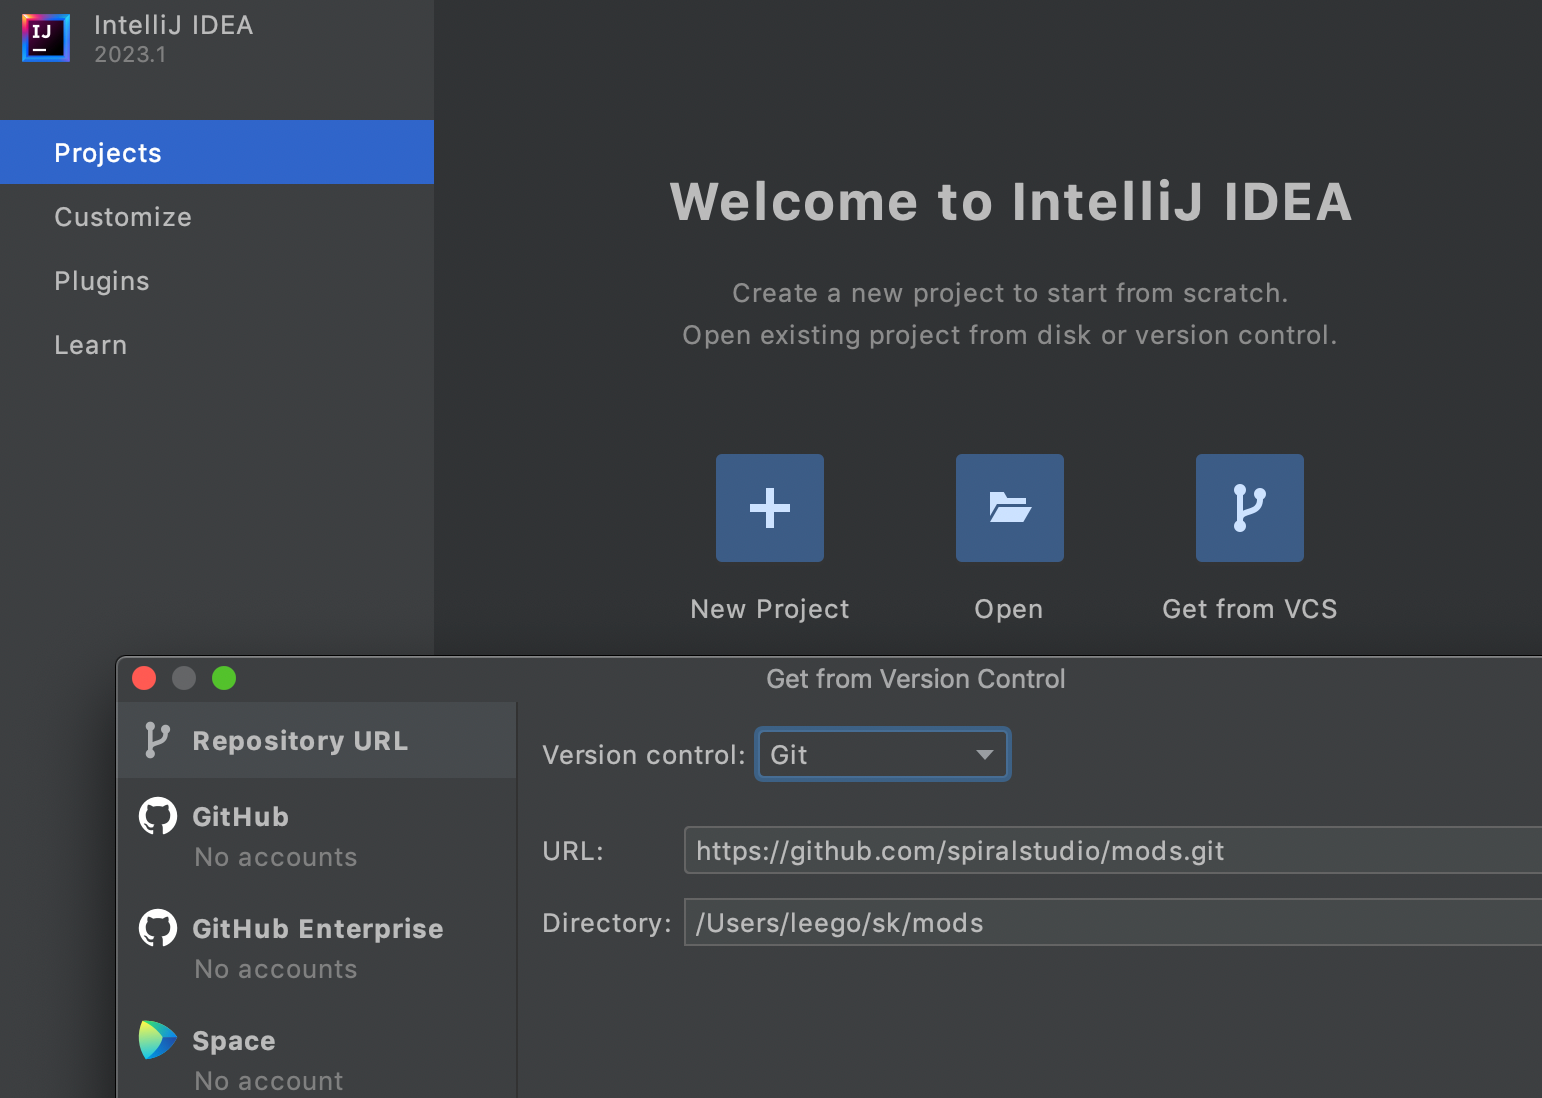 IJ
IntelliJ IDEA
2023.1
Projects
Customize
Plugins
Learn
Welcome to IntelliJ IDEA
Create a new project to start from scratch.
Open existing project from disk or version control.
New Project
Open
Get from VCS
Get from Version Control
Repository URL
GitHub
No accounts
GitHub Enterprise
No accounts
Space
No account
Version control: Git
URL: https://github.com/spiralstudio/mods.git
Directory: /Users/leego/sk/mods